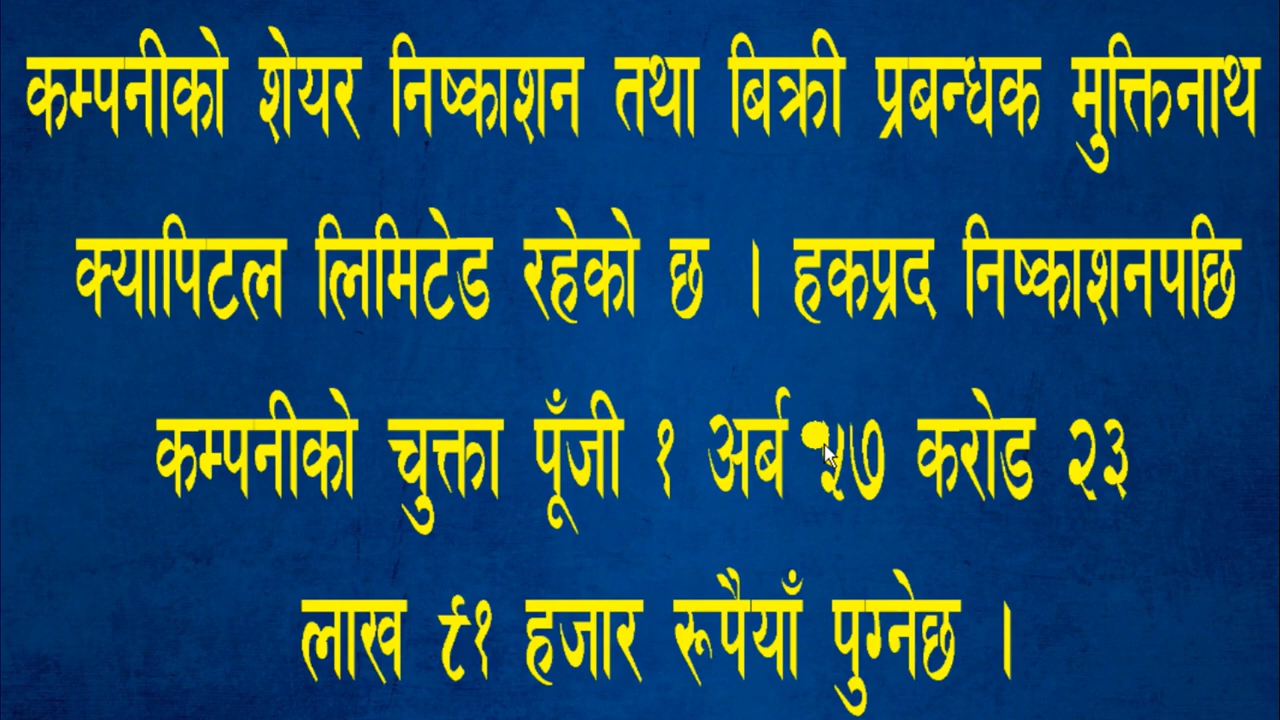 कम्पनीको शेयर निष्काशन तथा बिक्री प्रबन्धक मुक्तिनाथ
क्यापिटल लिमिटेड रहेको छ । हकप्रद निष्काशनपछि
कम्पनीको चुक्ता पूँजी १ अर्ब ५७ करोड २३
लाख ८१ हजार रूपैयाँ पुग्नेछ ।